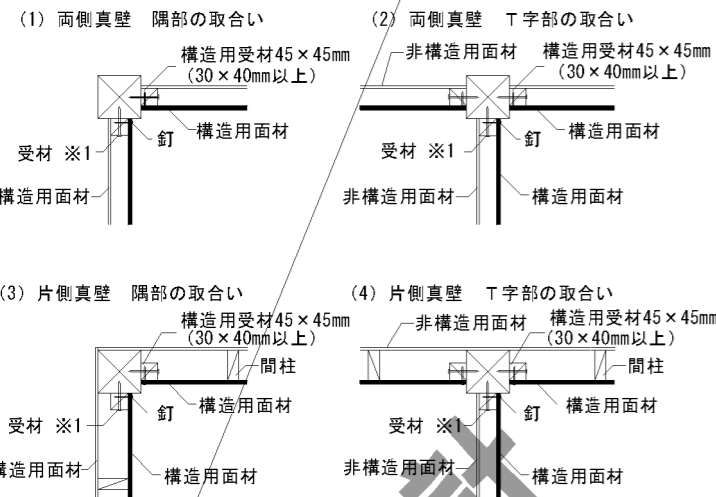 (1) 両側真壁 隅部の取合い
構造用受材45×45mm
(30×40mm以上)
構造用面材
釘
受材 ※1
構造用面材
(2) 両側真壁 T字部の取合い
非構造用面材
構造用受材45×45mm
(30×40mm以上)
構造用面材
釘
受材 ※1
非構造用面材
構造用面材
(3) 片側真壁 隅部の取合い
構造用受材45×45mm
(30×40mm以上)
間柱
構造用面材
釘
受材 ※1
構造用面材
構造用面材
(4) 片側真壁 T字部の取合い
非構造用面材
構造用受材45×45mm
(30×40mm以上)
間柱
構造用面材
釘
受材 ※1
非構造用面材
構造用面材